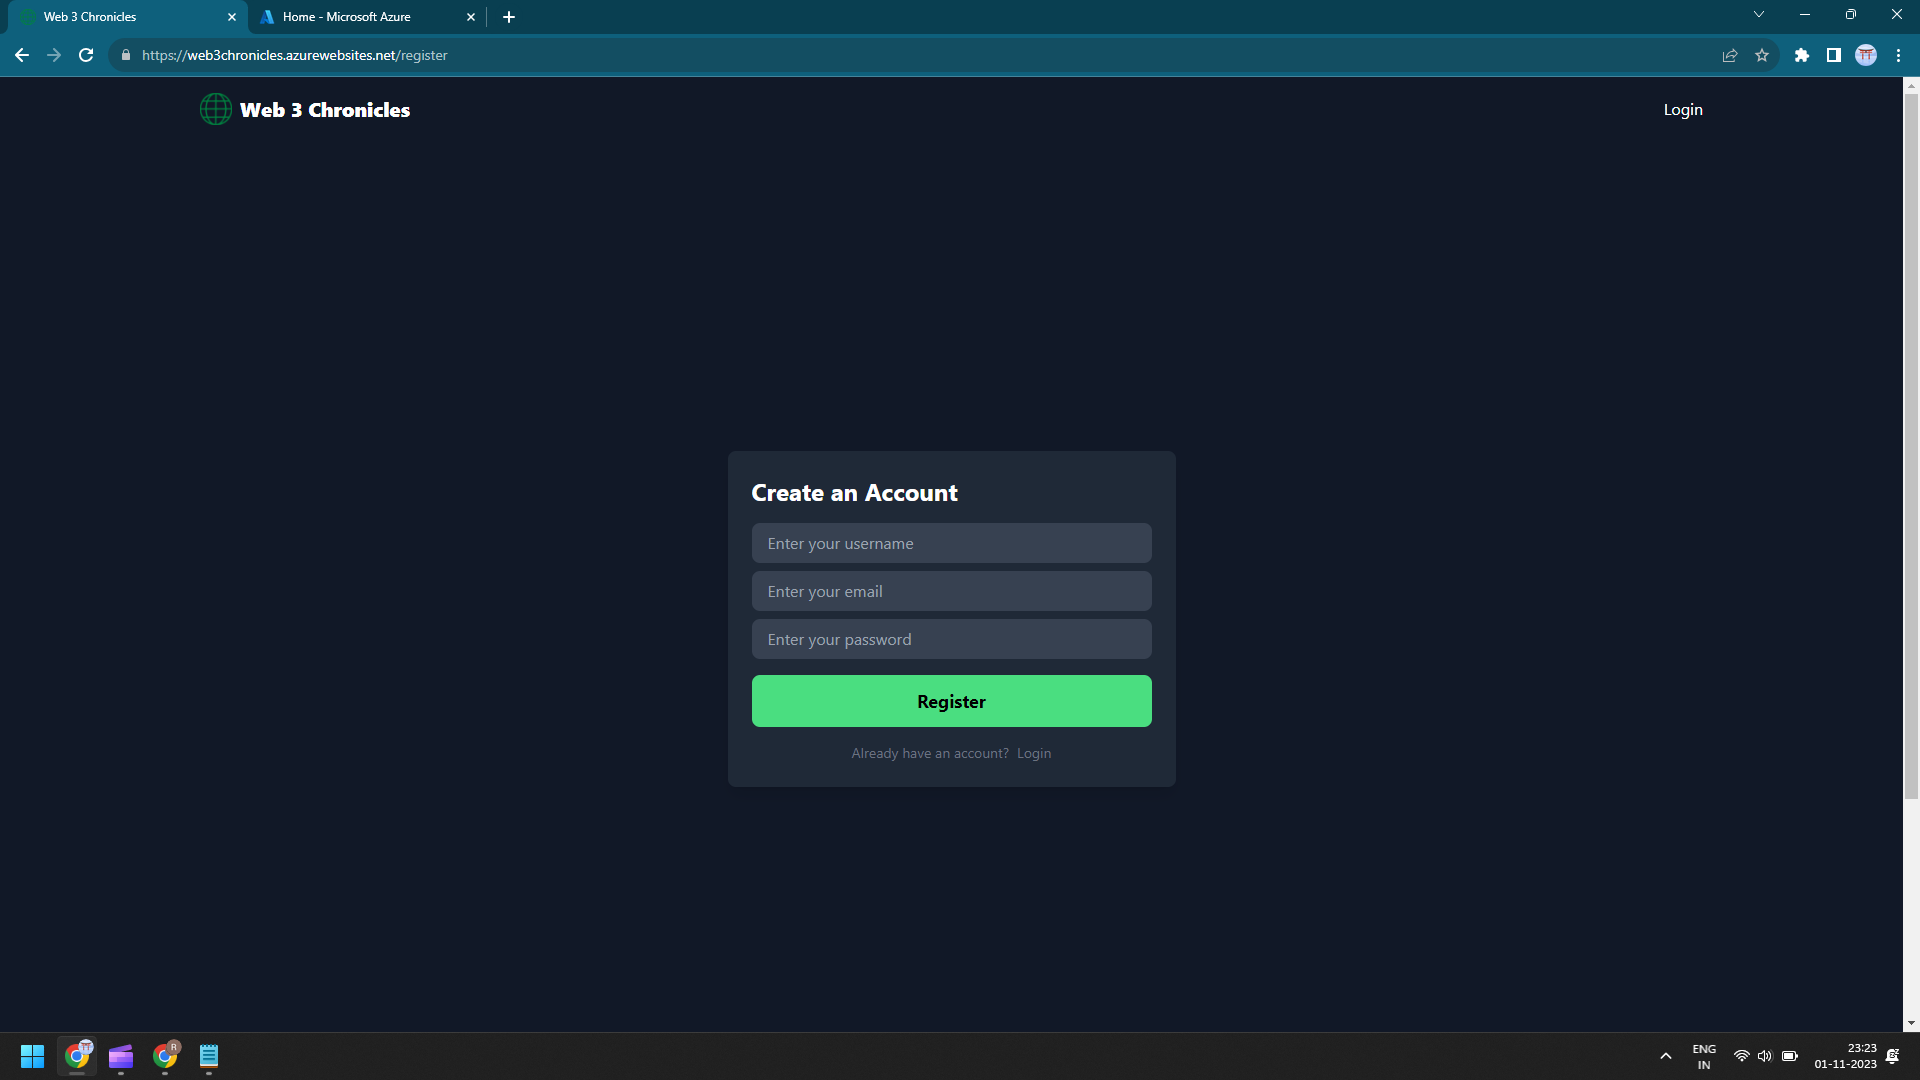 Web 3 Chronicles
Home - Microsoft Azure
https://web3chronicles.azurewebsites.net/register
Web 3 Chronicles
Login
Create an Account
Enter your username
Enter your email
Enter your password
Register
Already have an account? Login
R
ENG
IN
23:23
01-11-2023